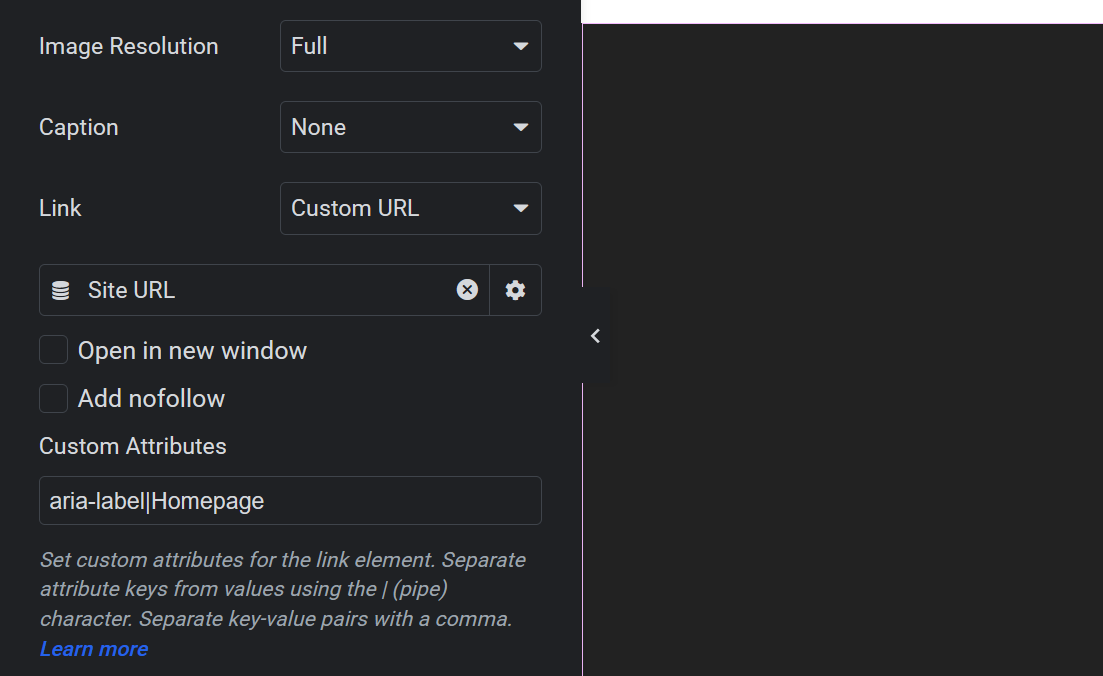 Image Resolution Full
Caption None
Link Custom URL
Site URL
Open in new window
Add nofollow
Custom Attributes
aria-label|Homepage
Set custom attributes for the link element. Separate
attribute keys from values using the | (pipe)
character. Separate key-value pairs with a comma.
Learn more